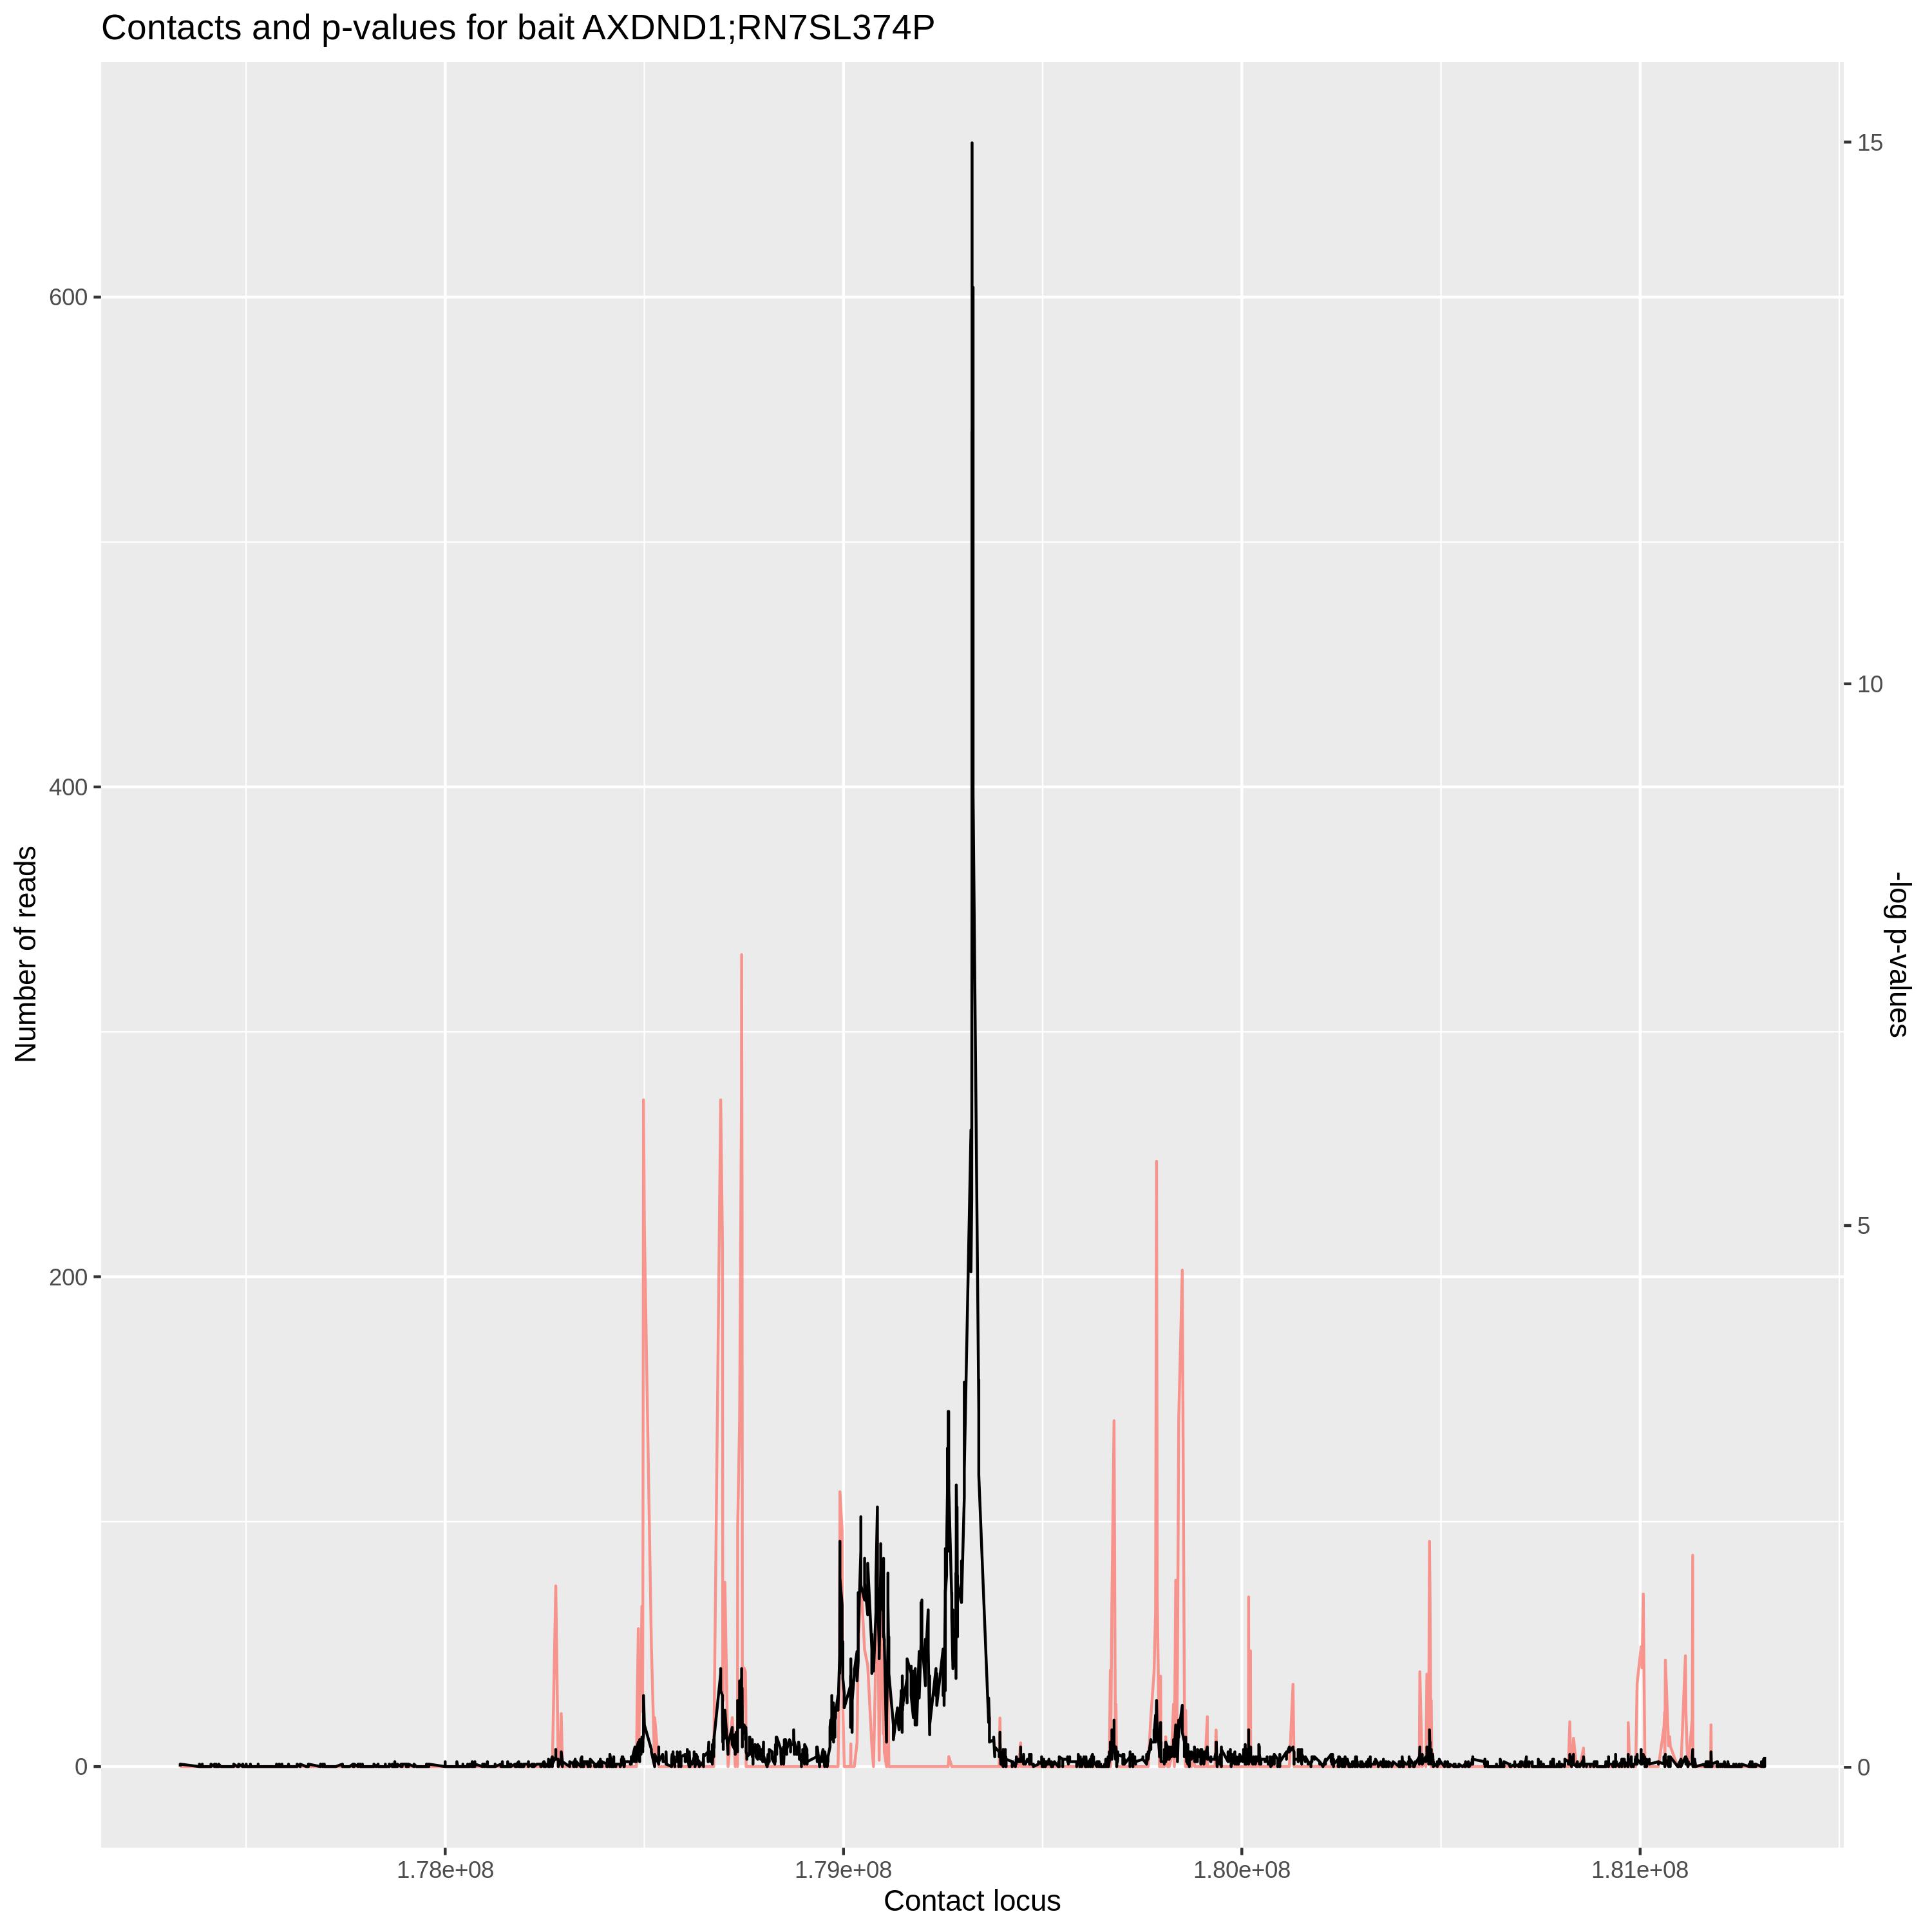 Contacts and p-values for bait AXDND1;RN7SL374P
Number of reads
600
400
200
0
15
10
5
0
-log p-values
1.78e+08
1.79e+08
1.80e+08
1.81e+08
Contact locus